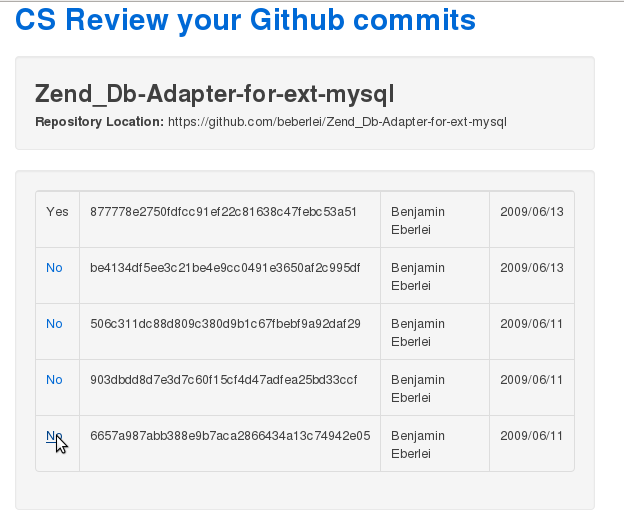 CS Review your Github commits
Zend_Db-Adapter-for-ext-mysql
Repository Location: https://github.com/beberlei/Zend_Db-Adapter-for-ext-mysql
Yes 877778e2750fdfcc91ef22c81638c47febc53a51 Benjamin Eberlei 2009/06/13
No be4134df5ee3c21be4e9cc0491e3650af2c995df Benjamin Eberlei 2009/06/13
No 506c311dc88d809c380d9b1c67fbebf9a92daf29 Benjamin Eberlei 2009/06/11
No 903dbdd8d7e3d7c60f15cf4d47adfea25bd33ccf Benjamin Eberlei 2009/06/11
No 6657a987abb388e9b7aca2866434a13c74942e05 Benjamin Eberlei 2009/06/11